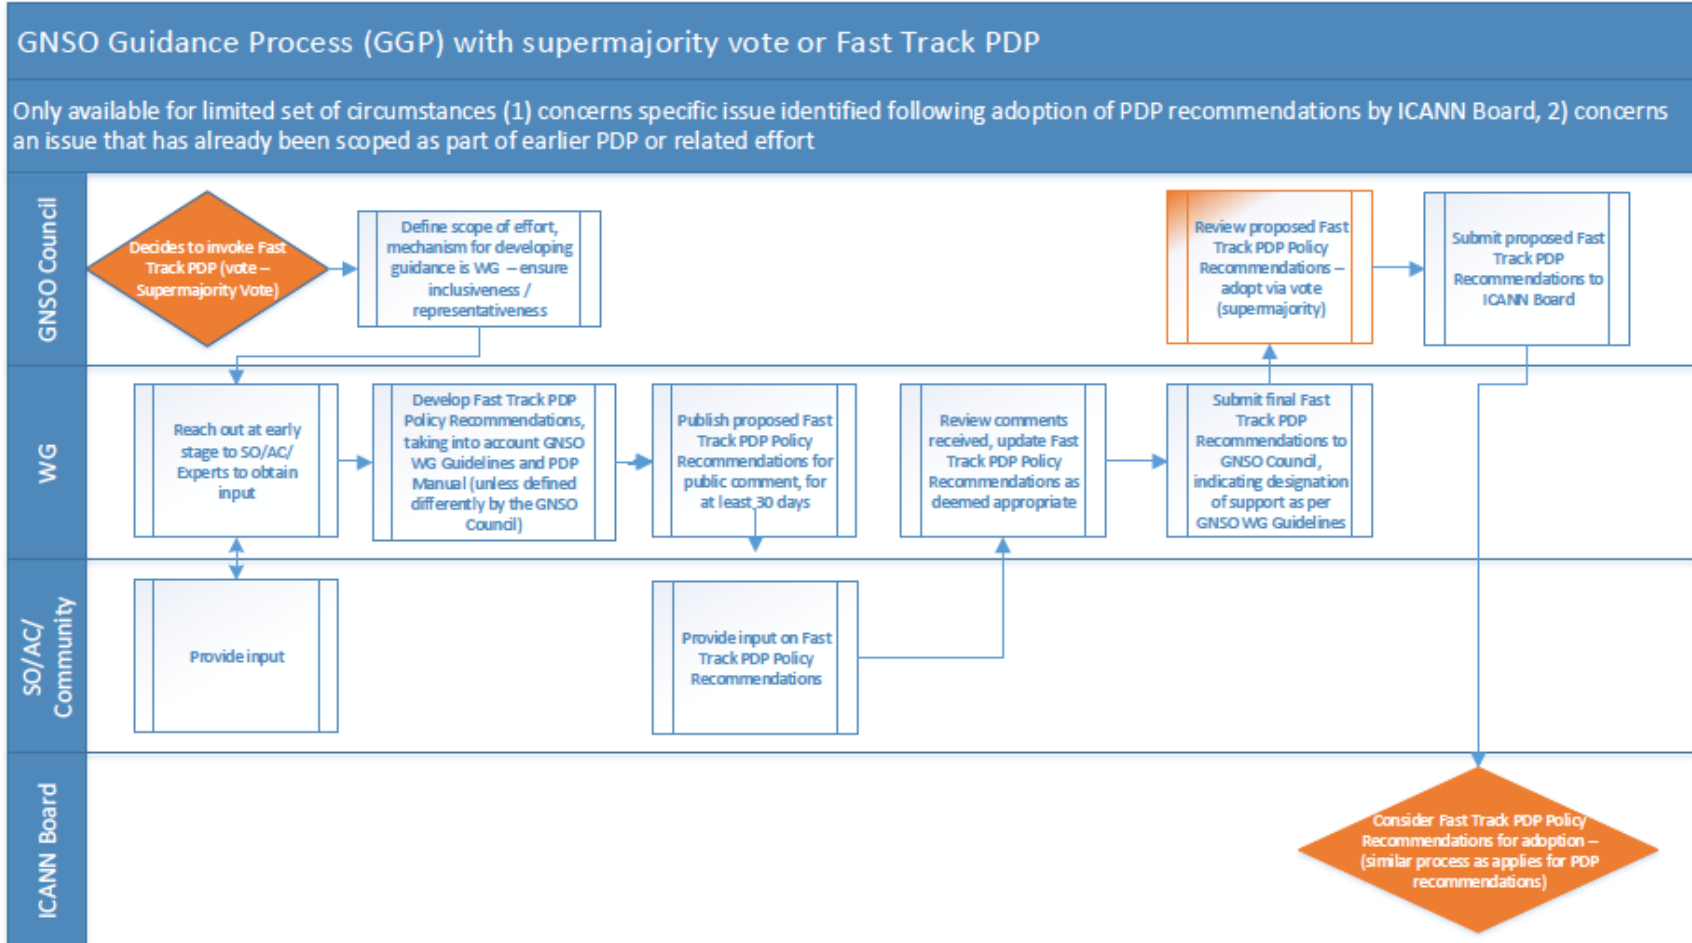 GNSO Guidance Process (GGP) with supermajority vote or Fast Track PDP
Only available for limited set of circumstances (1) concerns specific issue identified following adoption of PDP recommendations by ICANN Board, 2) concerns
an issue that has already been scoped as part of earlier PDP or related effort
GNSO Council
Decides to invoke Fast
Track PDP (vote –
Supermajority Vote)
Define scope of effort,
mechanism for developing
guidance is WG – ensure
inclusiveness /
representativeness
Review proposed Fast
Track PDP Policy
Recommendations –
adopt via vote
(supermajority)
Submit proposed Fast
Track PDP
Recommendations to
ICANN Board
WG
Reach out at early
stage to SO/AC/
Experts to obtain
input
Develop Fast Track PDP
Policy Recommendations,
taking into account GNSO
WG Guidelines and PDP
Manual (unless defined
differently by the GNSO
Council)
Publish proposed Fast
Track PDP Policy
Recommendations for
public comment, for
at least 30 days
Review comments
received, update Fast
Track PDP Policy
Recommendations as
deemed appropriate
Submit final Fast
Track PDP
Recommendations to
GNSO Council,
indicating designation
of support as per
GNSO WG Guidelines
SO/AC/
Community
Provide input
Provide input on Fast
Track PDP Policy
Recommendations
ICANN Board
Consider Fast Track PDP Policy
Recommendations for adoption –
(similar process as applies for PDP
recommendations)